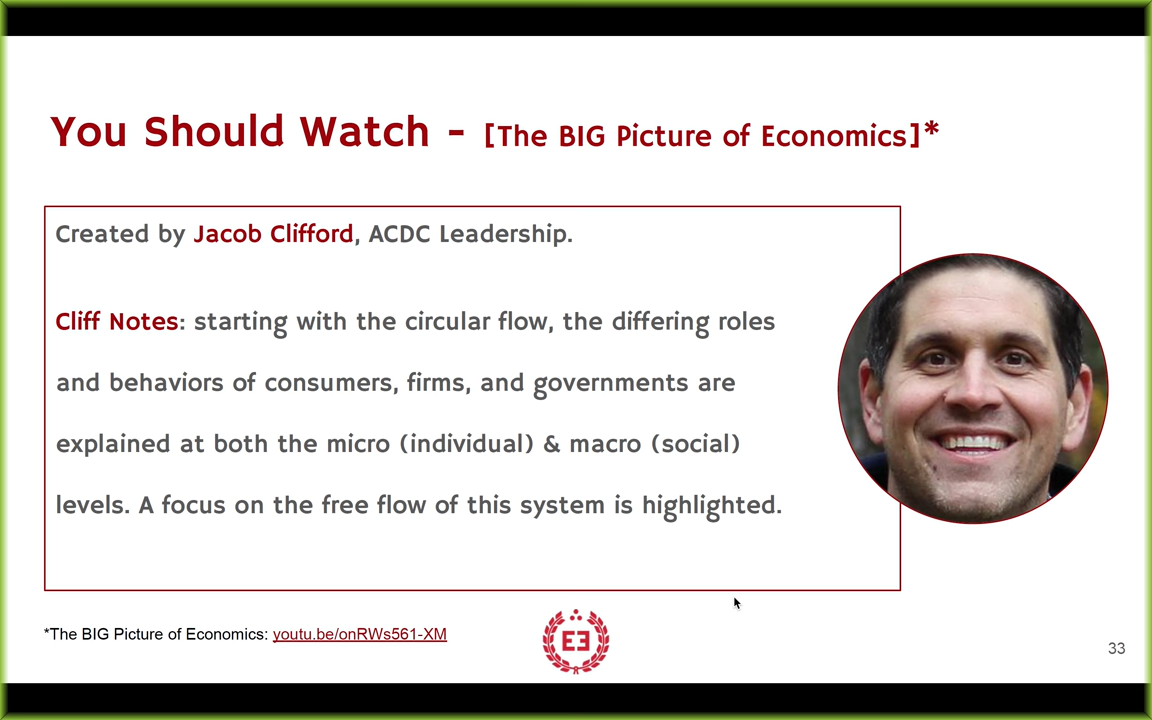 You Should Watch - [The BIG Picture of Economics]*
Created by Jacob Clifford, ACDC Leadership.
Cliff Notes: starting with the circular flow, the differing roles
and behaviors of consumers, firms, and governments are
explained at both the micro (individual) & macro (social)
levels. A focus on the free flow of this system is highlighted.
*The BIG Picture of Economics: youtu.be/onRWs561-XM
EE
33